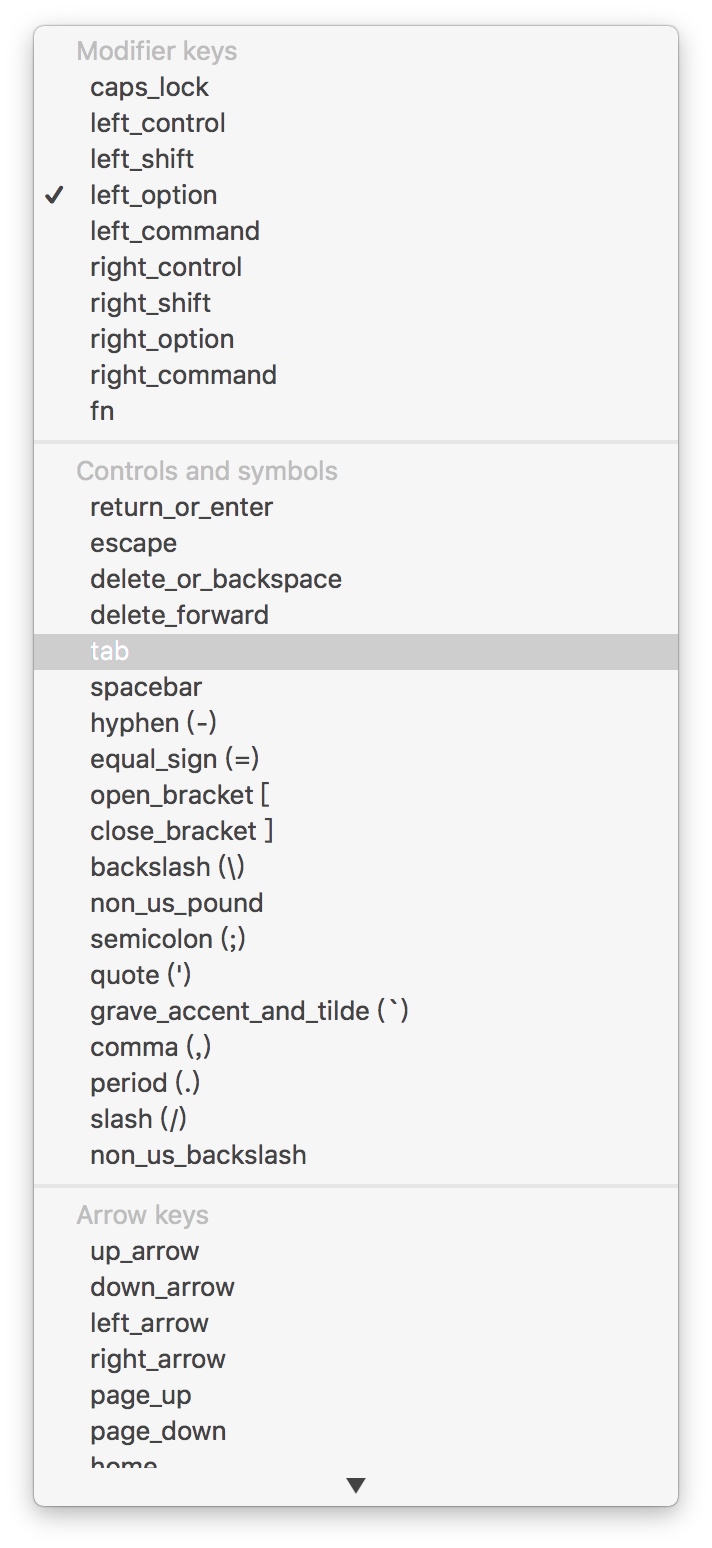 Modifier keys
caps_lock
left_control
left_shift
✓ left_option
left_command
right_control
right_shift
right_option
right_command
fn
Controls and symbols
return_or_enter
escape
delete_or_backspace
delete_forward
tab
spacebar
hyphen (-)
equal_sign (=)
open_bracket [
close_bracket ]
backslash (\)
non_us_pound
semicolon (;)
quote (')
grave_accent_and_tilde (`)
comma (,)
period (.)
slash (/)
non_us_backslash
Arrow keys
up_arrow
down_arrow
left_arrow
right_arrow
page_up
page_down
home